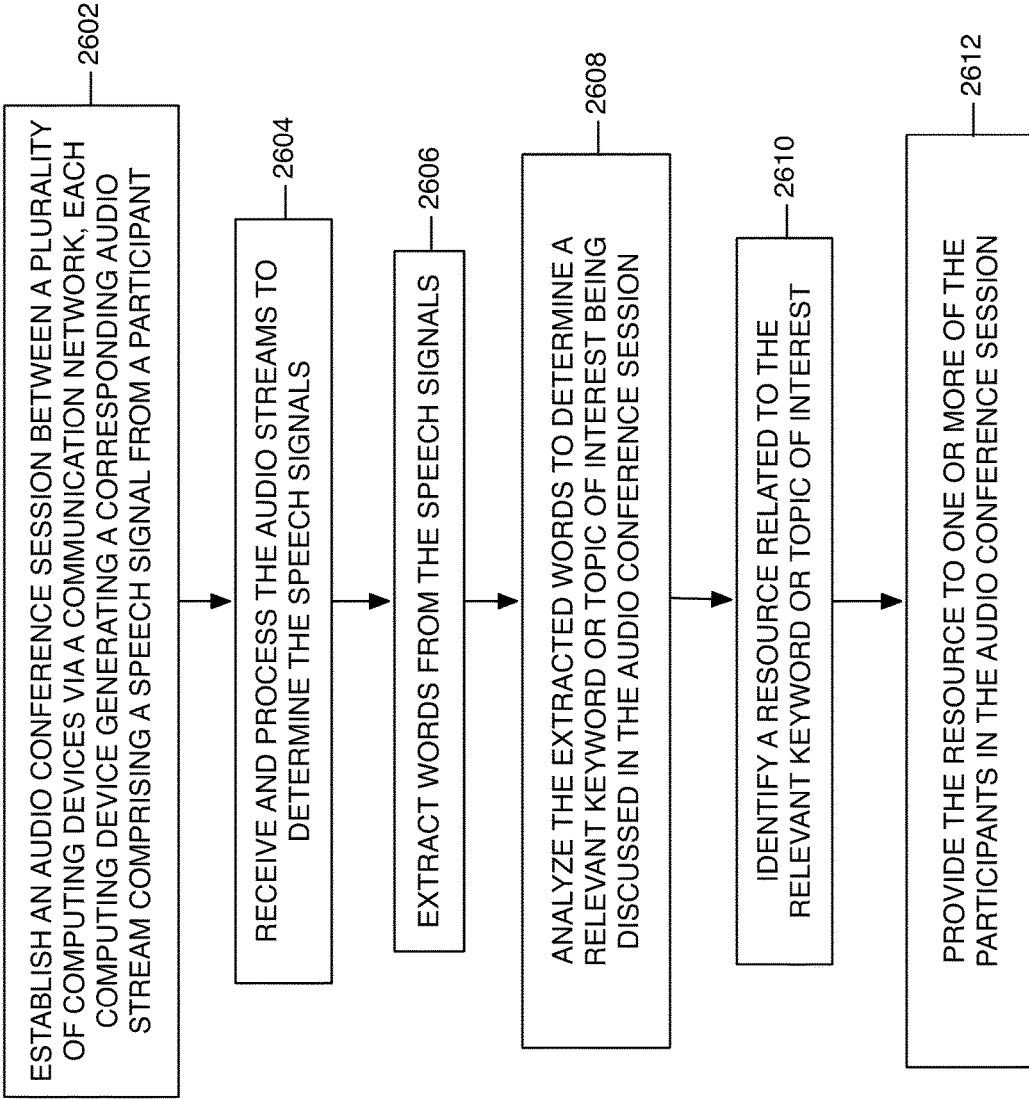 ESTABLISH AN AUDIO CONFERENCE SESSION BETWEEN A PLURALITY
OF COMPUTING DEVICES VIA A COMMUNICATION NETWORK, EACH
COMPUTING DEVICE GENERATING A CORRESPONDING AUDIO
STREAM COMPRISING A SPEECH SIGNAL FROM A PARTICIPANT
2602
RECEIVE AND PROCESS THE AUDIO STREAMS TO
DETERMINE THE SPEECH SIGNALS
2604
EXTRACT WORDS FROM THE SPEECH SIGNALS
2606
ANALYZE THE EXTRACTED WORDS TO DETERMINE A
RELEVANT KEYWORD OR TOPIC OF INTEREST BEING
DISCUSSED IN THE AUDIO CONFERENCE SESSION
2608
IDENTIFY A RESOURCE RELATED TO THE
RELEVANT KEYWORD OR TOPIC OF INTEREST
2610
PROVIDE THE RESOURCE TO ONE OR MORE OF THE
PARTICIPANTS IN THE AUDIO CONFERENCE SESSION
2612